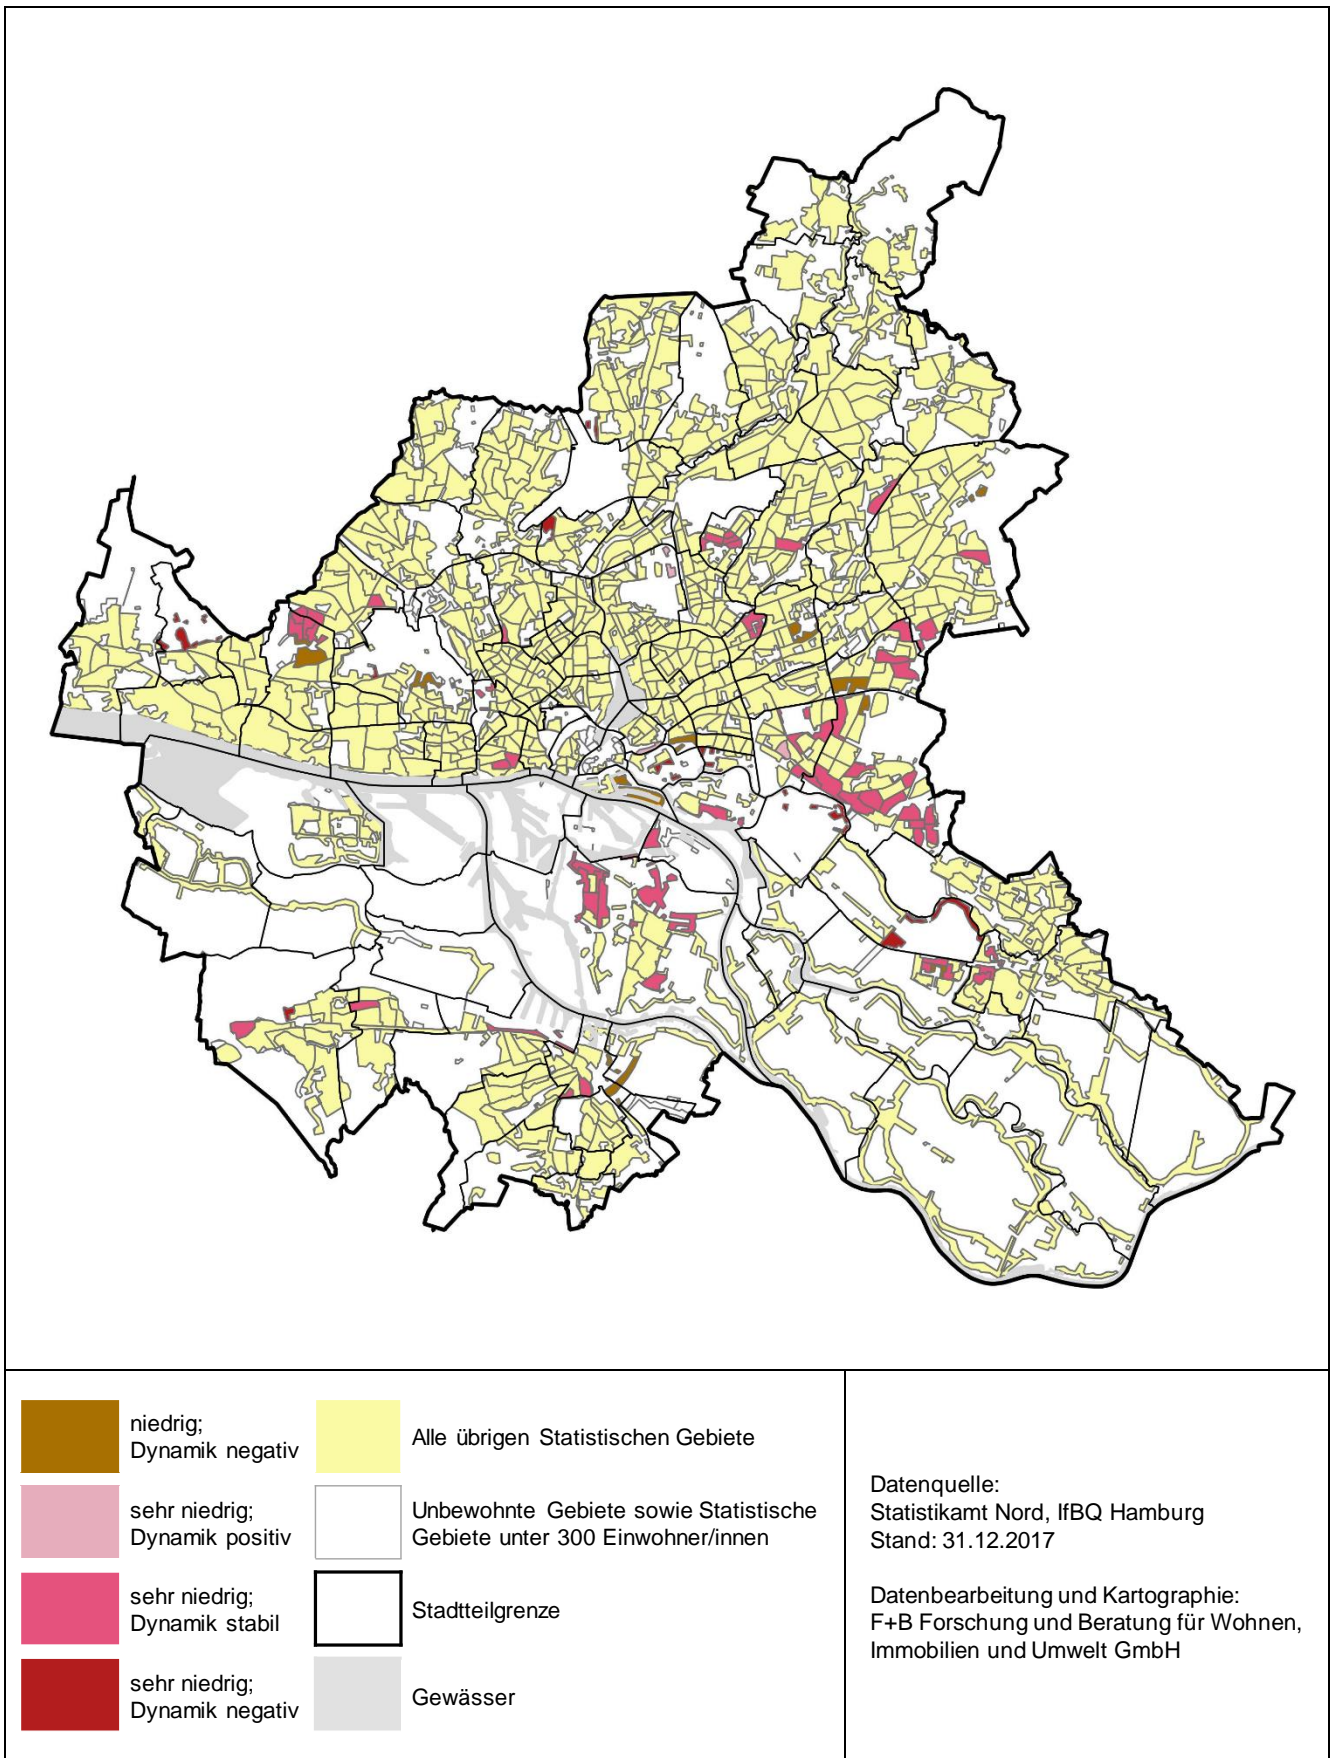 niedrig;
Dynamik negativ
sehr niedrig;
Dynamik positiv
sehr niedrig;
Dynamik stabil
sehr niedrig;
Dynamik negativ
Alle übrigen Statistischen Gebiete
Unbewohnte Gebiete sowie Statistische
Gebiete unter 300 Einwohner/innen
Stadtteilgrenze
Gewässer
Datenquelle:
Statistikamt Nord, IfBQ Hamburg
Stand: 31.12.2017
Datenbearbeitung und Kartographie:
F+B Forschung und Beratung für Wohnen,
Immobilien und Umwelt GmbH